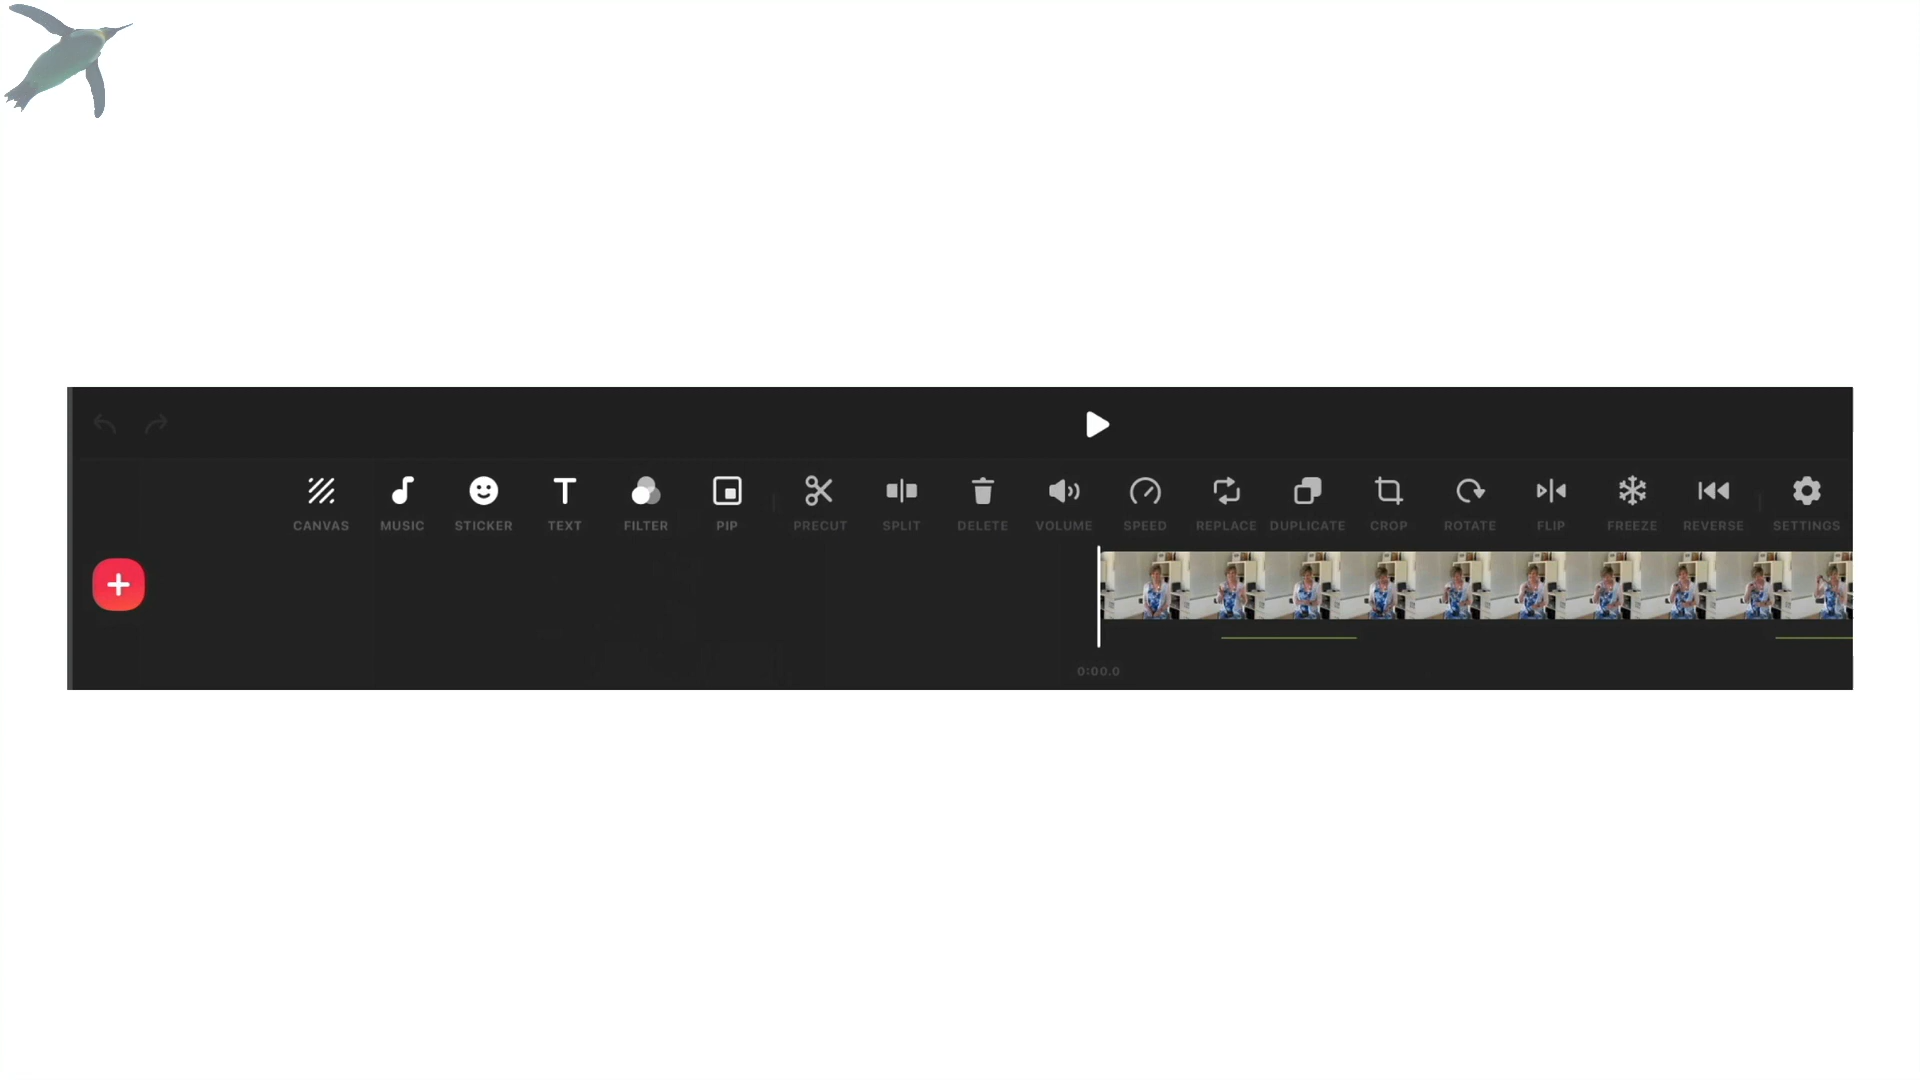 CANVAS MUSIC STICKER TEXT FILTER PIP PRECUT SPLIT DELETE VOLUME SPEED REPLACE DUPLICATE CROP ROTATE FLIP FREEZE REVERSE SETTINGS
0:00.0